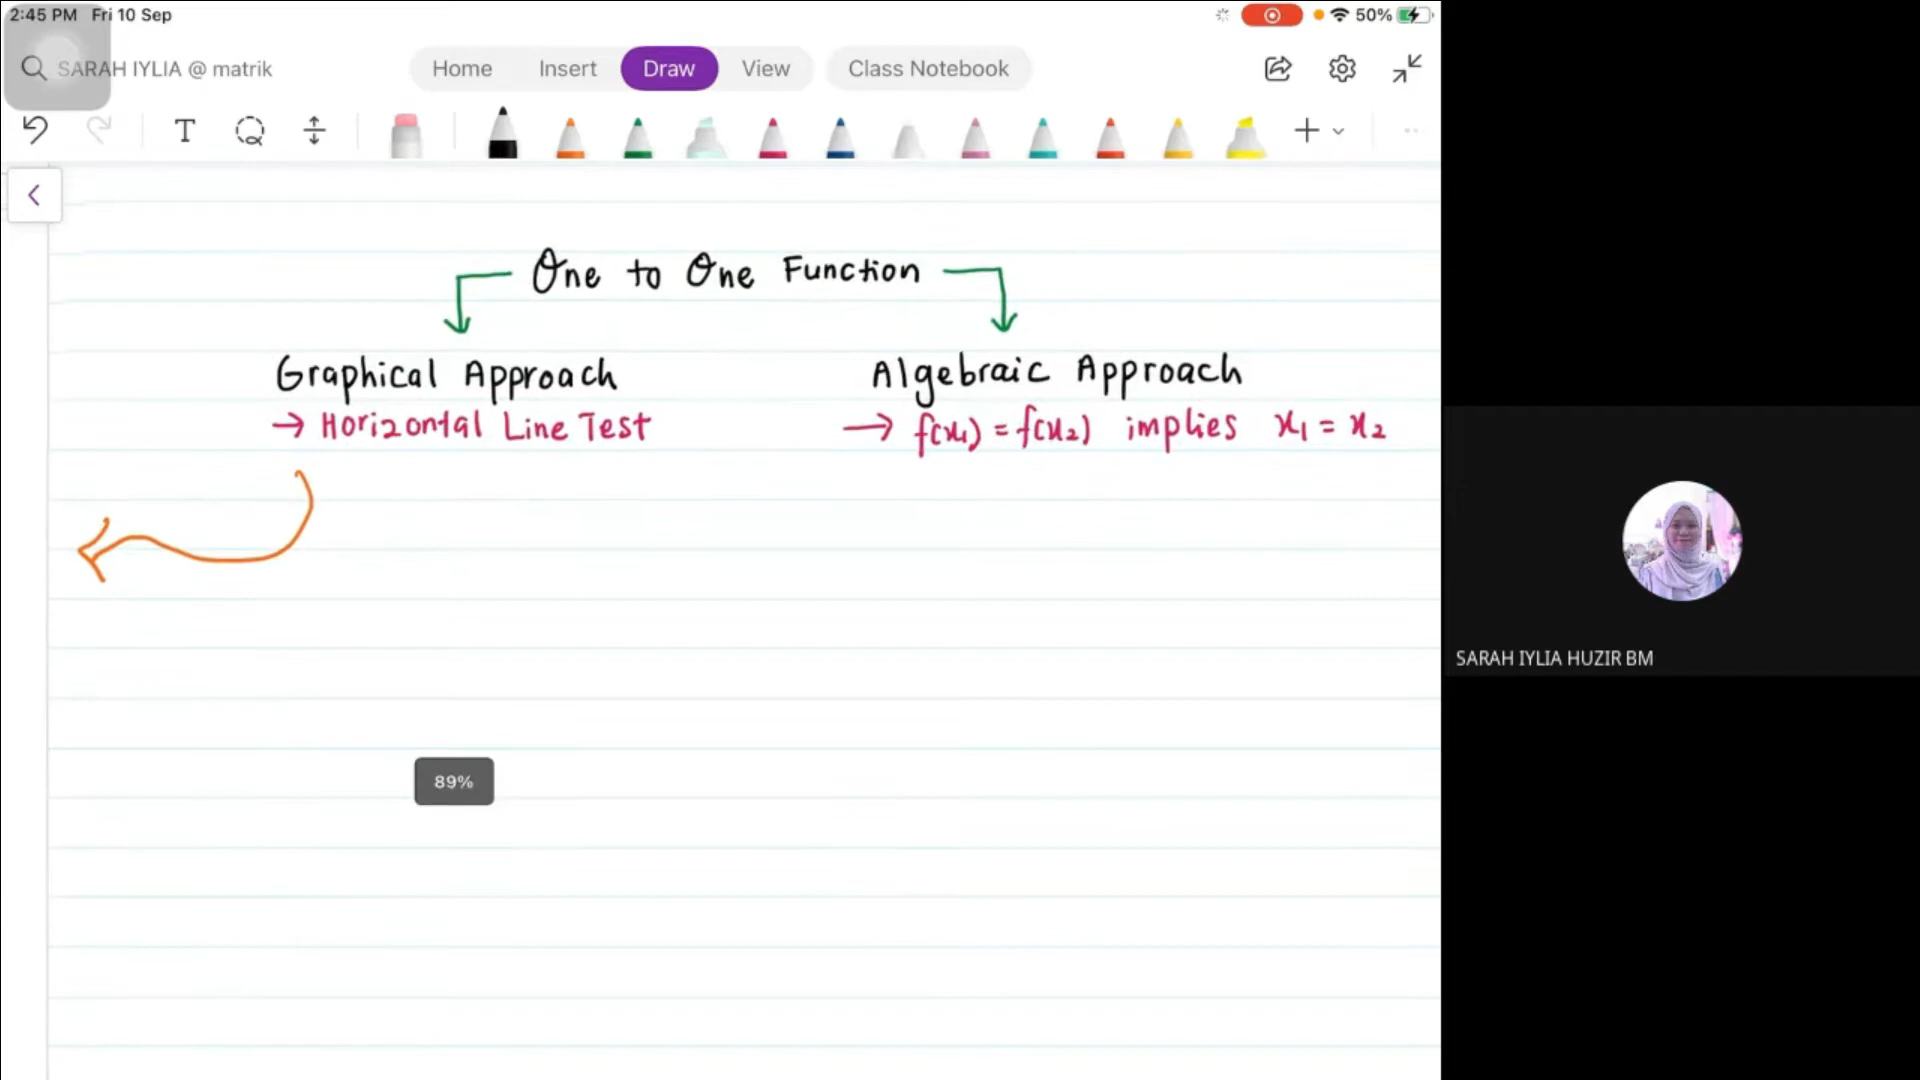 2:45 PM Fri 10 Sep
50%
SARAH IYLIA @ matrik
Home Insert Draw View Class Notebook
T
One to One Function
Graphical Approach
→ Horizontal Line Test
Algebraic Approach
→ f(x₁) = f(x₂) implies x₁ = x₂
89%
SARAH IYLIA HUZIR BM